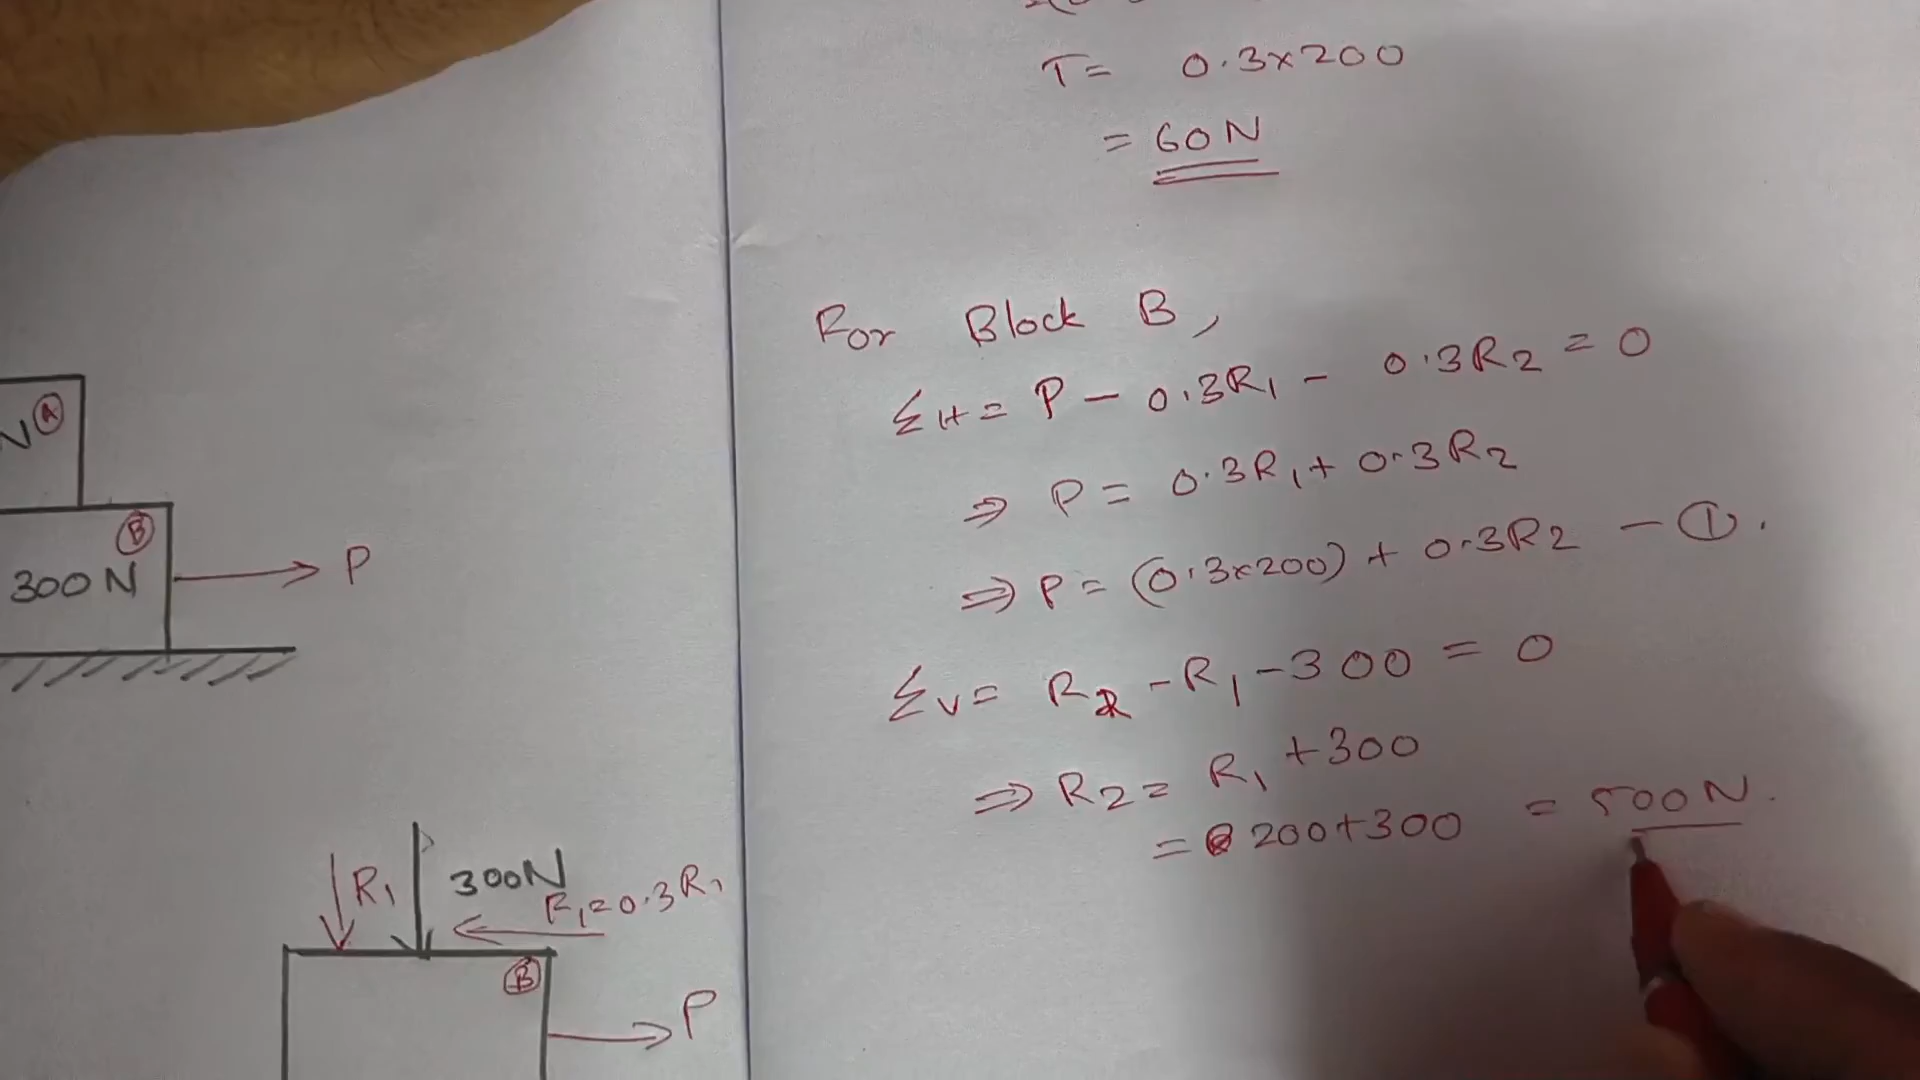 T = 0.3×200
= 60N
For Block B,
ΣH = P - 0.3R1 - 0.3R2 = 0
⇒ P = 0.3R1 + 0.3R2
⇒ P = (0.3×200) + 0.3R2 - ①.
ΣV = R2 - R1 - 300 = 0
⇒ R2 = R1 + 300
= 200+300 = 500N.
N Ⓐ
Ⓑ
300N
P
R1
300N
F1=0.3R1
Ⓑ
P